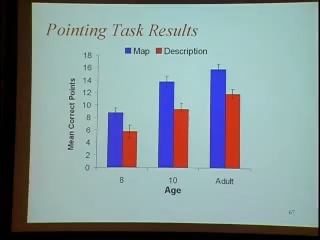 Pointing Task Results
Map Description
18
16
14
12
10
8
6
4
2
0
Mean Correct Points
8 10 Adult
Age
67